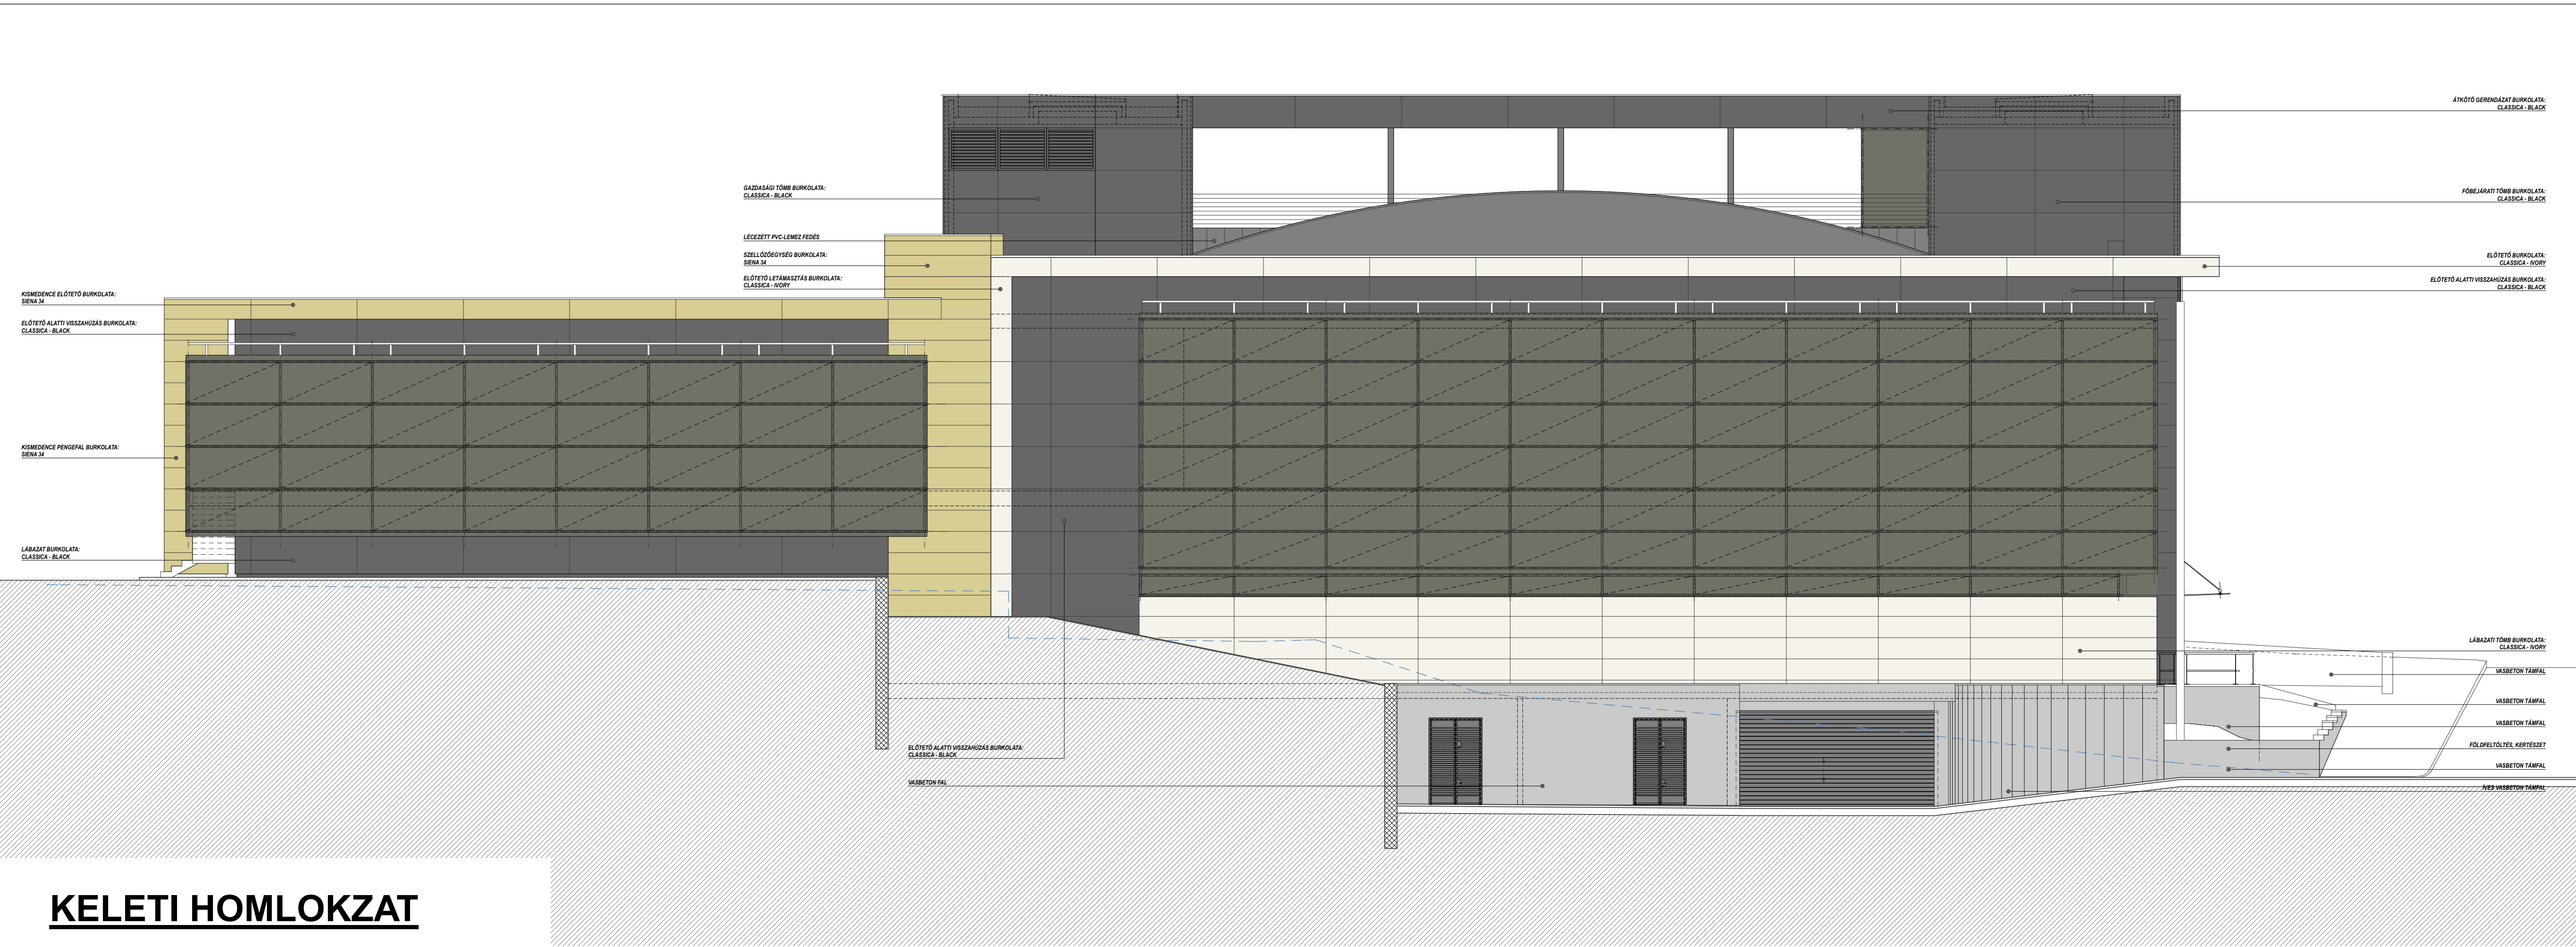 ÁTKÖTŐ GERENDÁZAT BURKOLATA:
CLASSICA - BLACK
GAZDASÁGI TÖMB BURKOLATA:
CLASSICA - BLACK
FŐBEJÁRATI TÖMB BURKOLATA:
CLASSICA - BLACK
LÉCEZETT PVC-LEMEZ FEDÉS
SZELLŐZŐEGYSÉG BURKOLATA:
SIENA 34
ELŐTETŐ LETÁMASZTÁS BURKOLATA:
CLASSICA - IVORY
ELŐTETŐ BURKOLATA:
CLASSICA - IVORY
ELŐTETŐ ALATTI VISSZAHÚZÁS BURKOLATA:
CLASSICA - BLACK
KISMEDENCE ELŐTETŐ BURKOLATA:
SIENA 34
ELŐTETŐ ALATTI VISSZAHÚZÁS BURKOLATA:
CLASSICA - BLACK
KISMEDENCE PENGEFAL BURKOLATA:
SIENA 34
LÁBAZAT BURKOLATA:
CLASSICA - BLACK
LÁBAZATI TÖMB BURKOLATA:
CLASSICA - IVORY
VASBETON TÁMFAL
VASBETON TÁMFAL
VASBETON TÁMFAL
FÖLDFELTÖLTÉS, KERTÉSZET
VASBETON TÁMFAL
ÍVES VASBETON TÁMFAL
ELŐTETŐ ALATTI VISSZAHÚZÁS BURKOLATA:
CLASSICA - BLACK
VASBETON FAL
KELETI HOMLOKZAT